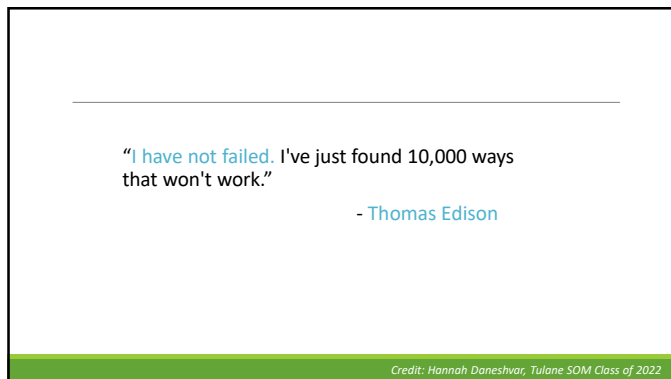 “I have not failed. I've just found 10,000 ways
that won't work.”
- Thomas Edison
Credit: Hannah Daneshvar, Tulane SOM Class of 2022